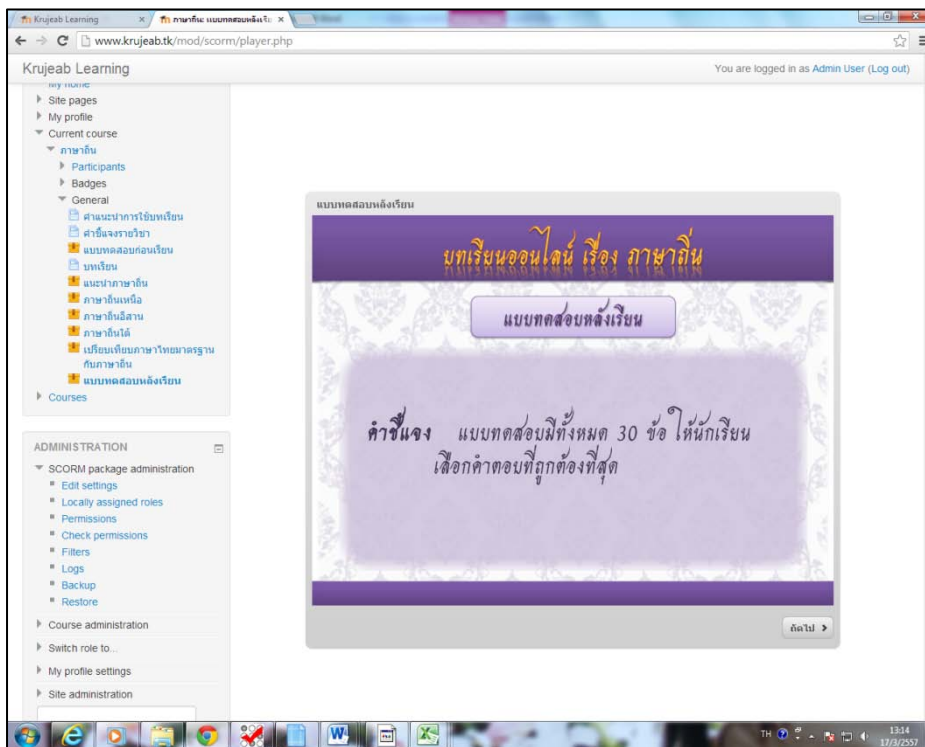 Krujeab Learning
ภาษาถิ่น: แบบทดสอบหลังเรีย
www.krujeab.tk/mod/scorm/player.php
Krujeab Learning
You are logged in as Admin User (Log out)
My home
Site pages
My profile
Current course
ภาษาถิ่น
Participants
Badges
General
คำแนะนำการใช้บทเรียน
คำชี้แจงรายวิชา
แบบทดสอบก่อนเรียน
บทเรียน
แนะนำภาษาถิ่น
ภาษาถิ่นเหนือ
ภาษาถิ่นอีสาน
ภาษาถิ่นใต้
เปรียบเทียบภาษาไทยมาตรฐาน
กับภาษาถิ่น
แบบทดสอบหลังเรียน
Courses
ADMINISTRATION
SCORM package administration
Edit settings
Locally assigned roles
Permissions
Check permissions
Filters
Logs
Backup
Restore
Course administration
Switch role to...
My profile settings
Site administration
แบบทดสอบหลังเรียน
บทเรียนออนไลน์ เรื่อง ภาษาถิ่น
แบบทดสอบหลังเรียน
คำชี้แจง แบบทดสอบมีทั้งหมด 30 ข้อ ให้นักเรียน
เลือกคำตอบที่ถูกต้องที่สุด
ถัดไป
TH
13:14
17/3/2557